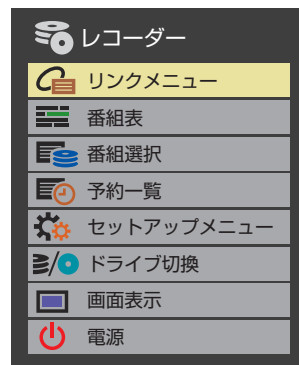 レコーダー
リンクメニュー
番組表
番組選択
予約一覧
セットアップメニュー
ドライブ切換
画面表示
電源